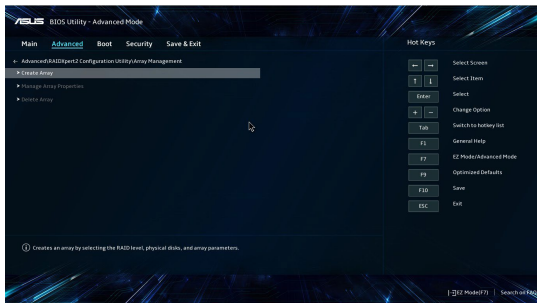 ASUS BIOS Utility - Advanced Mode
Main Advanced Boot Security Save & Exit
Hot Keys
← Advanced\RAIDXpert2 Configuration Utility\Array Management
> Create Array
> Manage Array Properties
> Delete Array
← → Select Screen
↑ ↓ Select Item
Enter Select
+ − Change Option
Tab Switch to hotkey list
F1 General Help
F7 EZ Mode/Advanced Mode
F9 Optimized Defaults
F10 Save
ESC Exit
Creates an array by selecting the RAID level, physical disks, and array parameters.
EZ Mode(F7) | Search on FAQ